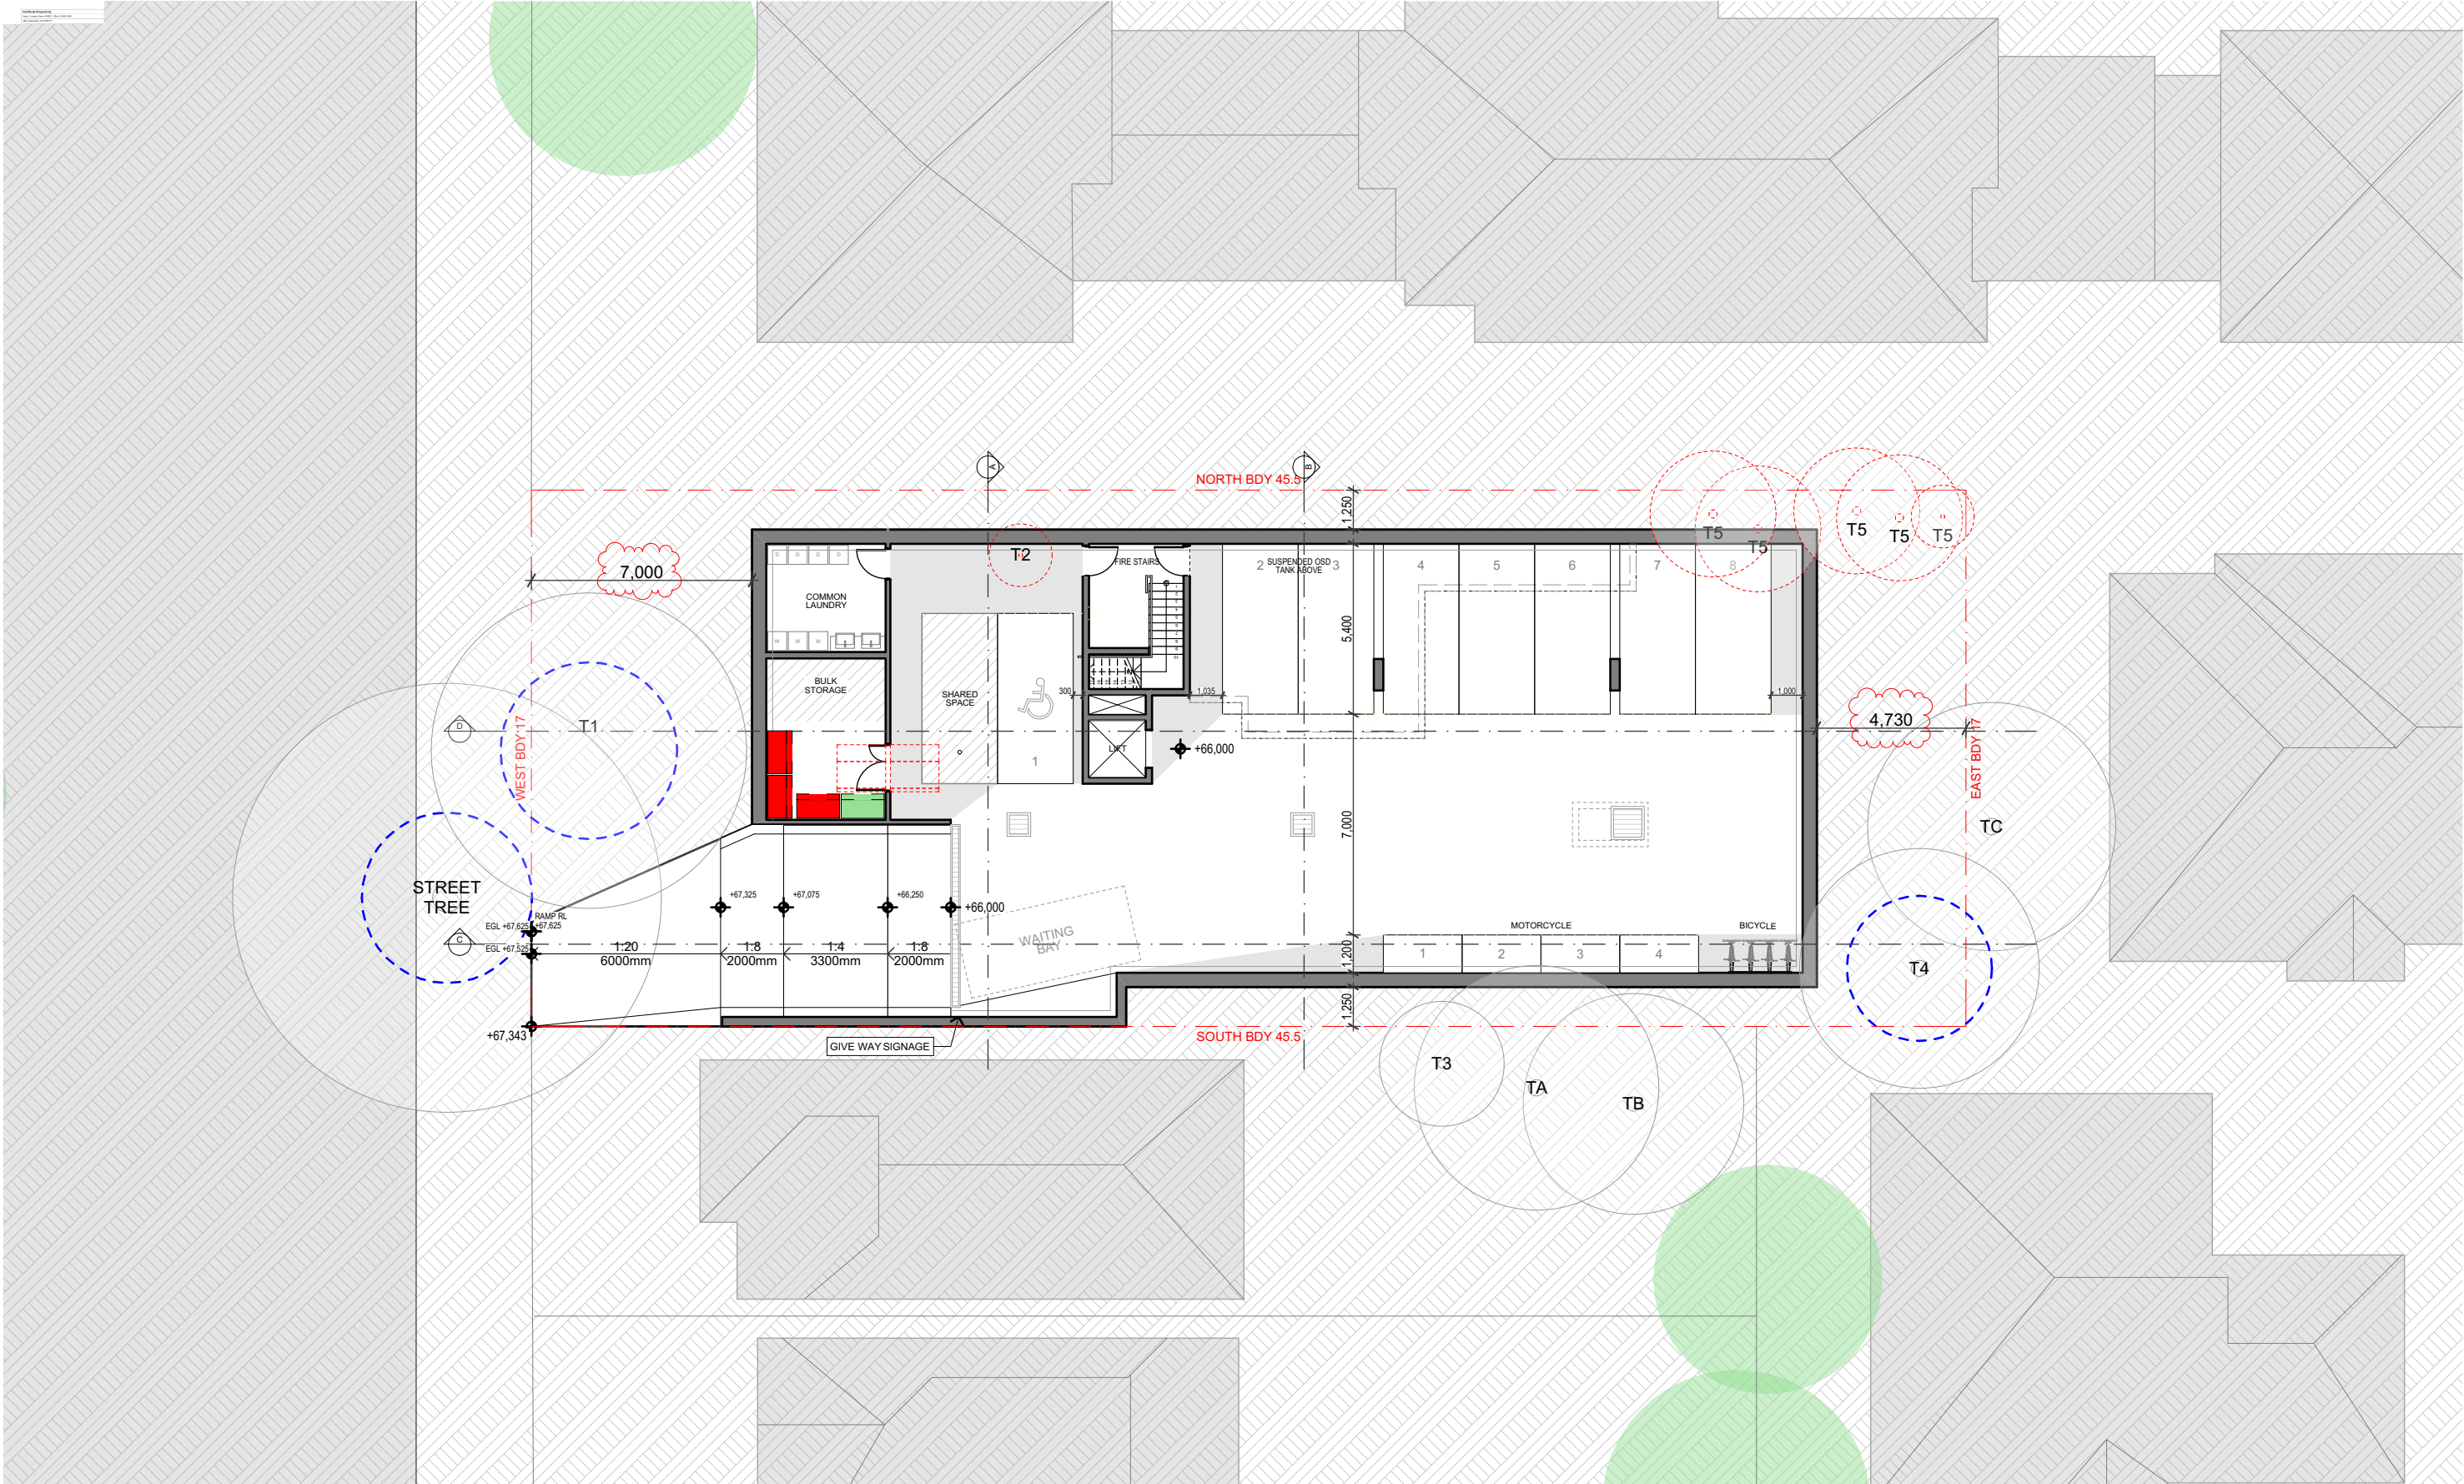 NORTH BDY 45.5
1,250
T5
T5
T5
T5
T5
T2
FIRE STAIRS
2
SUSPENDED OSD
TANK ABOVE
3
4
5
6
7
8
D D D D
7,000
COMMON
LAUNDRY
W W W
5,400
BULK
STORAGE
SHARED
SPACE
300
1,035
1,000
A
B
D
T1
WEST BDY 17
4,730
EAST BDY 17
LIFT
+66,000
1
7,000
TC
STREET
TREE
RAMP RL
EGL +67,625
+67,625
EGL +67,525
C
+67,325
+67,075
+66,250
+66,000
1:20
6000mm
1:8
2000mm
1:4
3300mm
1:8
2000mm
WAITING
BAY
MOTORCYCLE
BICYCLE
1,200
1
2
3
4
T4
1,250
+67,343
GIVE WAY SIGNAGE
SOUTH BDY 45.5
T3
TA
TB